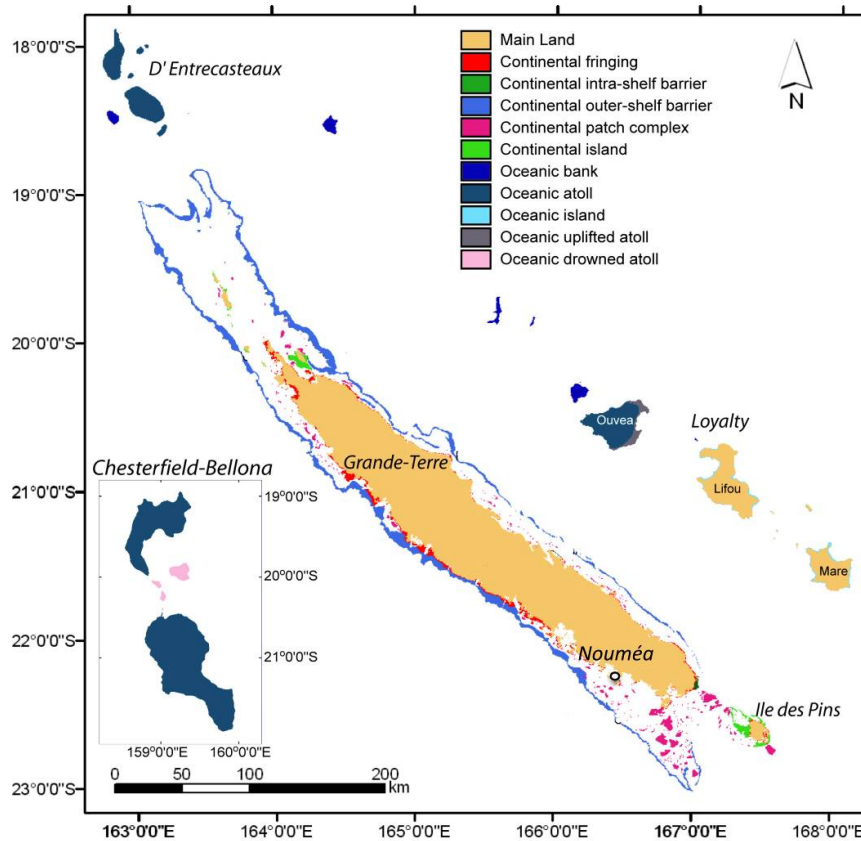 18°0'0"S
19°0'0"S
20°0'0"S
21°0'0"S
22°0'0"S
23°0'0"S
D' Entrecasteaux
Main Land
Continental fringing
Continental intra-shelf barrier
Continental outer-shelf barrier
Continental patch complex
Continental island
Oceanic bank
Oceanic atoll
Oceanic island
Oceanic uplifted atoll
Oceanic drowned atoll
N
Ouvea
Loyalty
Lifou
Mare
Grande-Terre
Chesterfield-Bellona
19°0'0"S
20°0'0"S
21°0'0"S
159°0'0"E 160°0'0"E
Nouméa
Ile des Pins
0 50 100 200
km
163°0'0"E 164°0'0"E 165°0'0"E 166°0'0"E 167°0'0"E 168°0'0"E